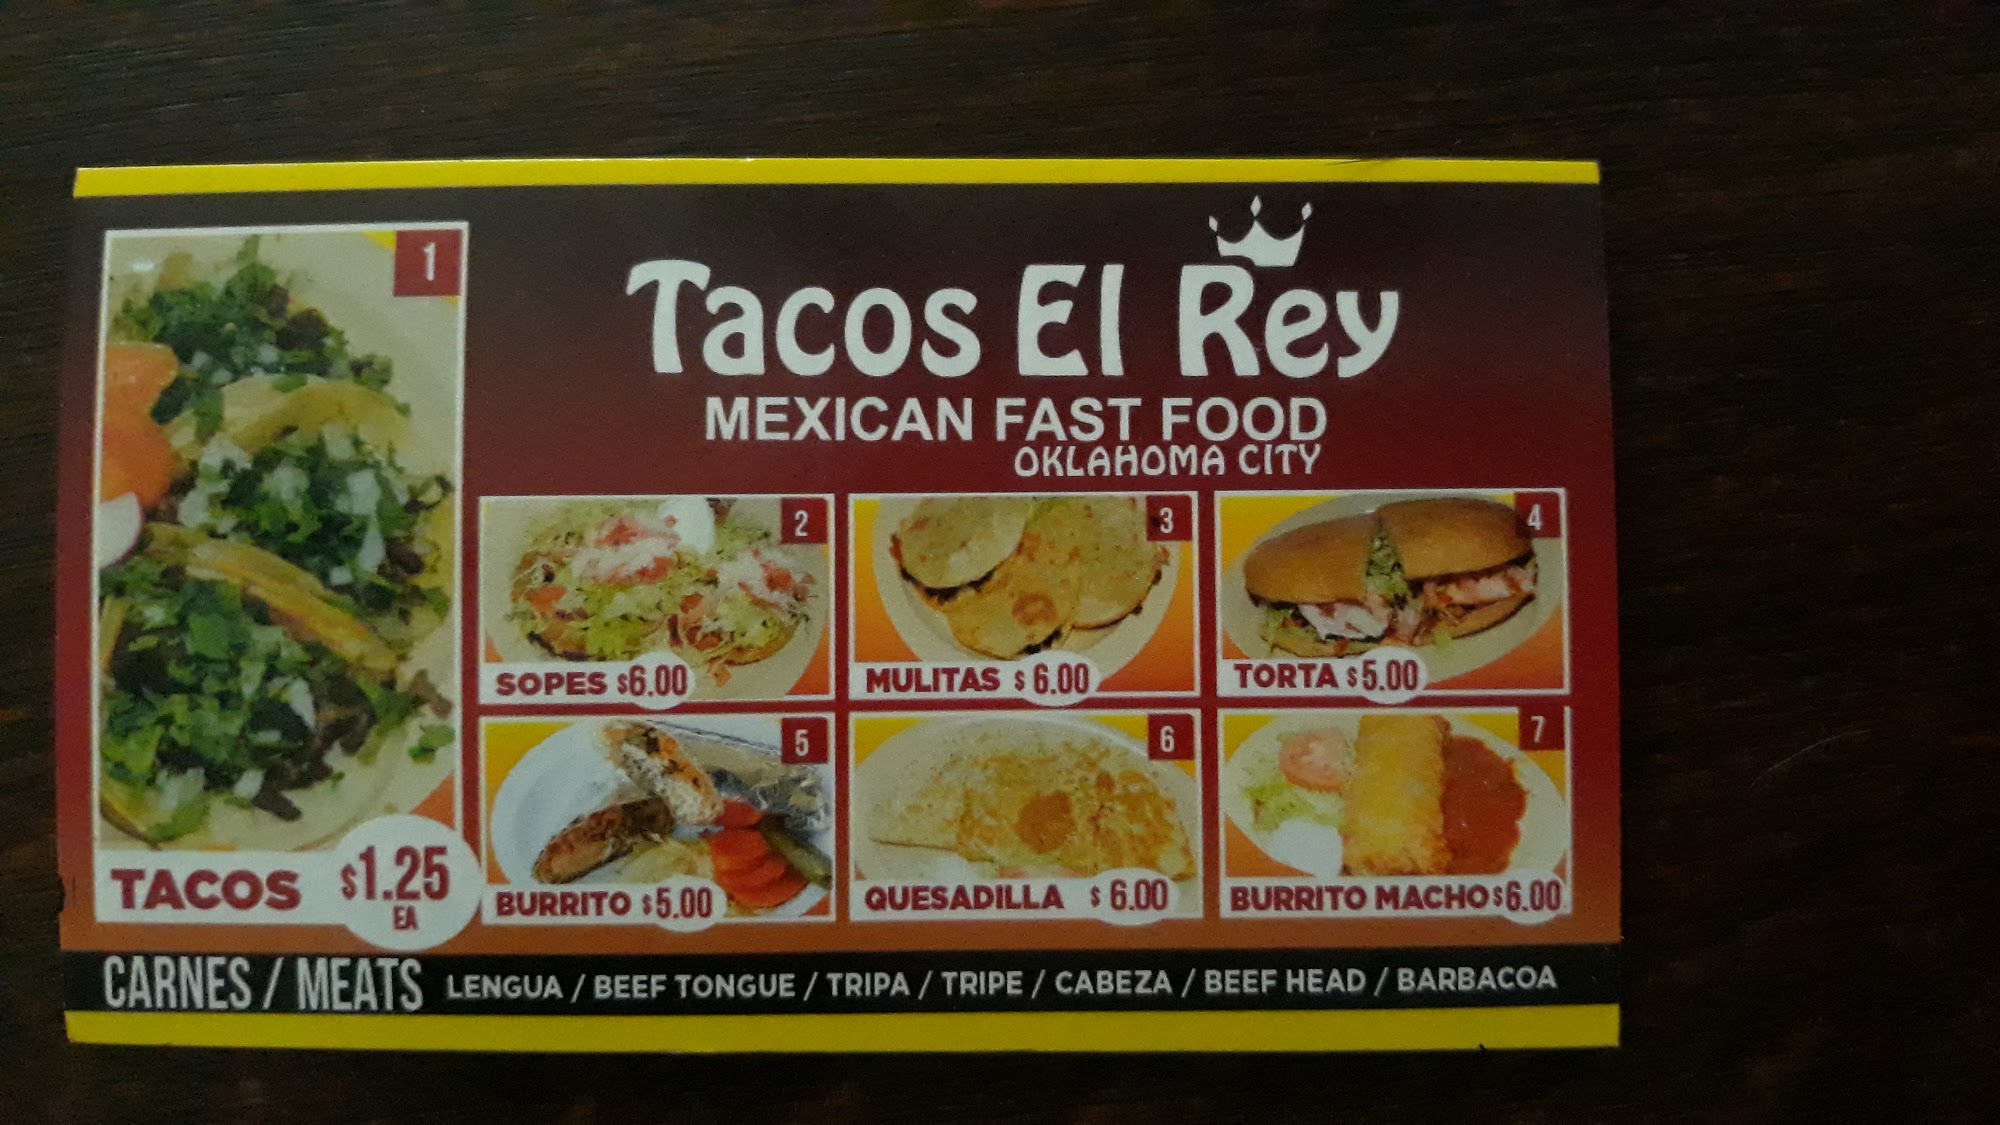 Tacos El Rey
MEXICAN FAST FOOD
OKLAHOMA CITY
1
TACOS $1.25
EA
2
SOPES $6.00
3
MULITAS $6.00
4
TORTA $5.00
5
BURRITO $5.00
6
QUESADILLA $6.00
7
BURRITO MACHO $6.00
CARNES / MEATS LENGUA / BEEF TONGUE / TRIPA / TRIPE / CABEZA / BEEF HEAD / BARBACOA